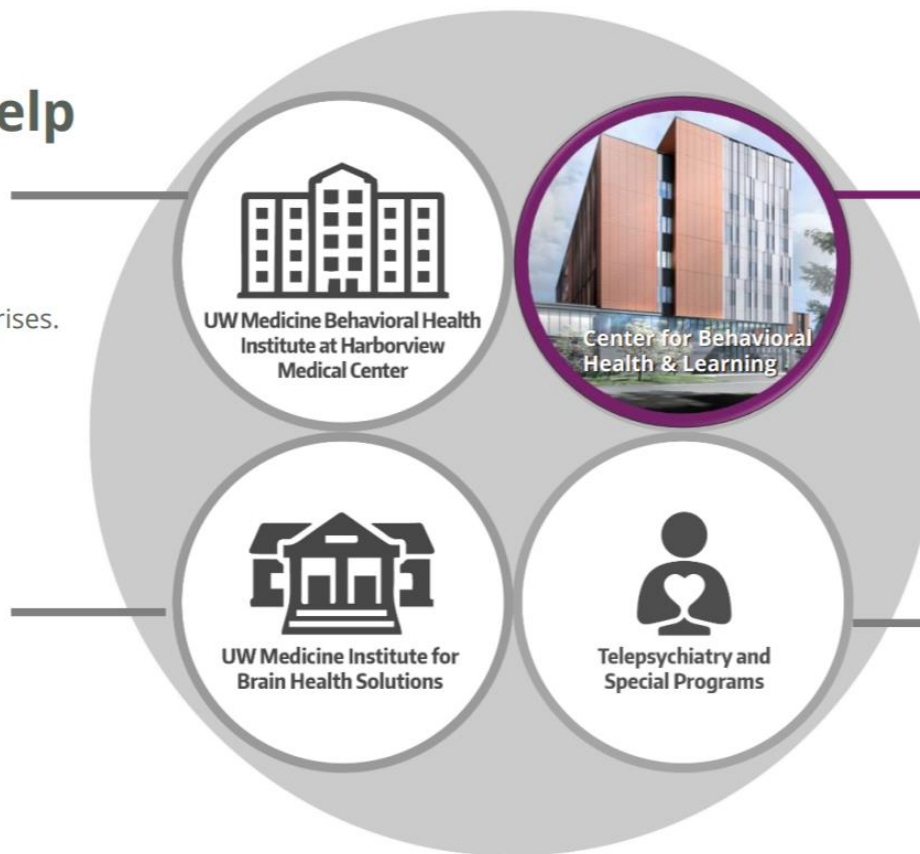 elp
rises.
UW Medicine Behavioral Health
Institute at Harborview
Medical Center
Center for Behavioral
Health & Learning
UW Medicine Institute for
Brain Health Solutions
Telepsychiatry and
Special Programs